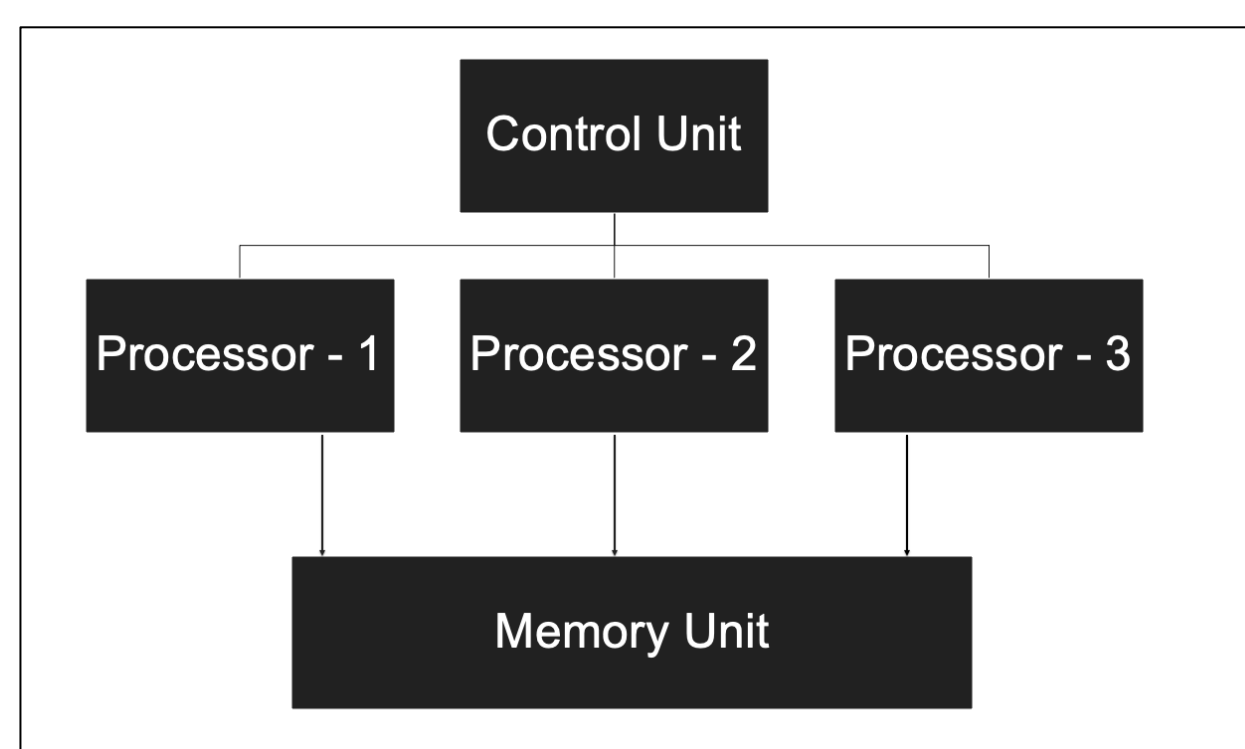 Control Unit
Processor - 1
Processor - 2
Processor - 3
Memory Unit